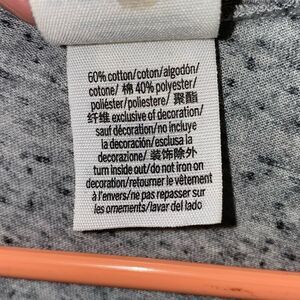 60% cotton/coton/algodón/
cotone/ 棉 40% polyester/
poliéster/poliestere/ 聚酯
纤维 exclusive of decoration/
sauf décoration/no incluye
la decoración/esclusa la
decorazione/ 装饰除外
turn inside out/do not iron on
decoration/retourner le vêtement
à l'envers/ne pas repasser sur
les ornements/lavar del lado